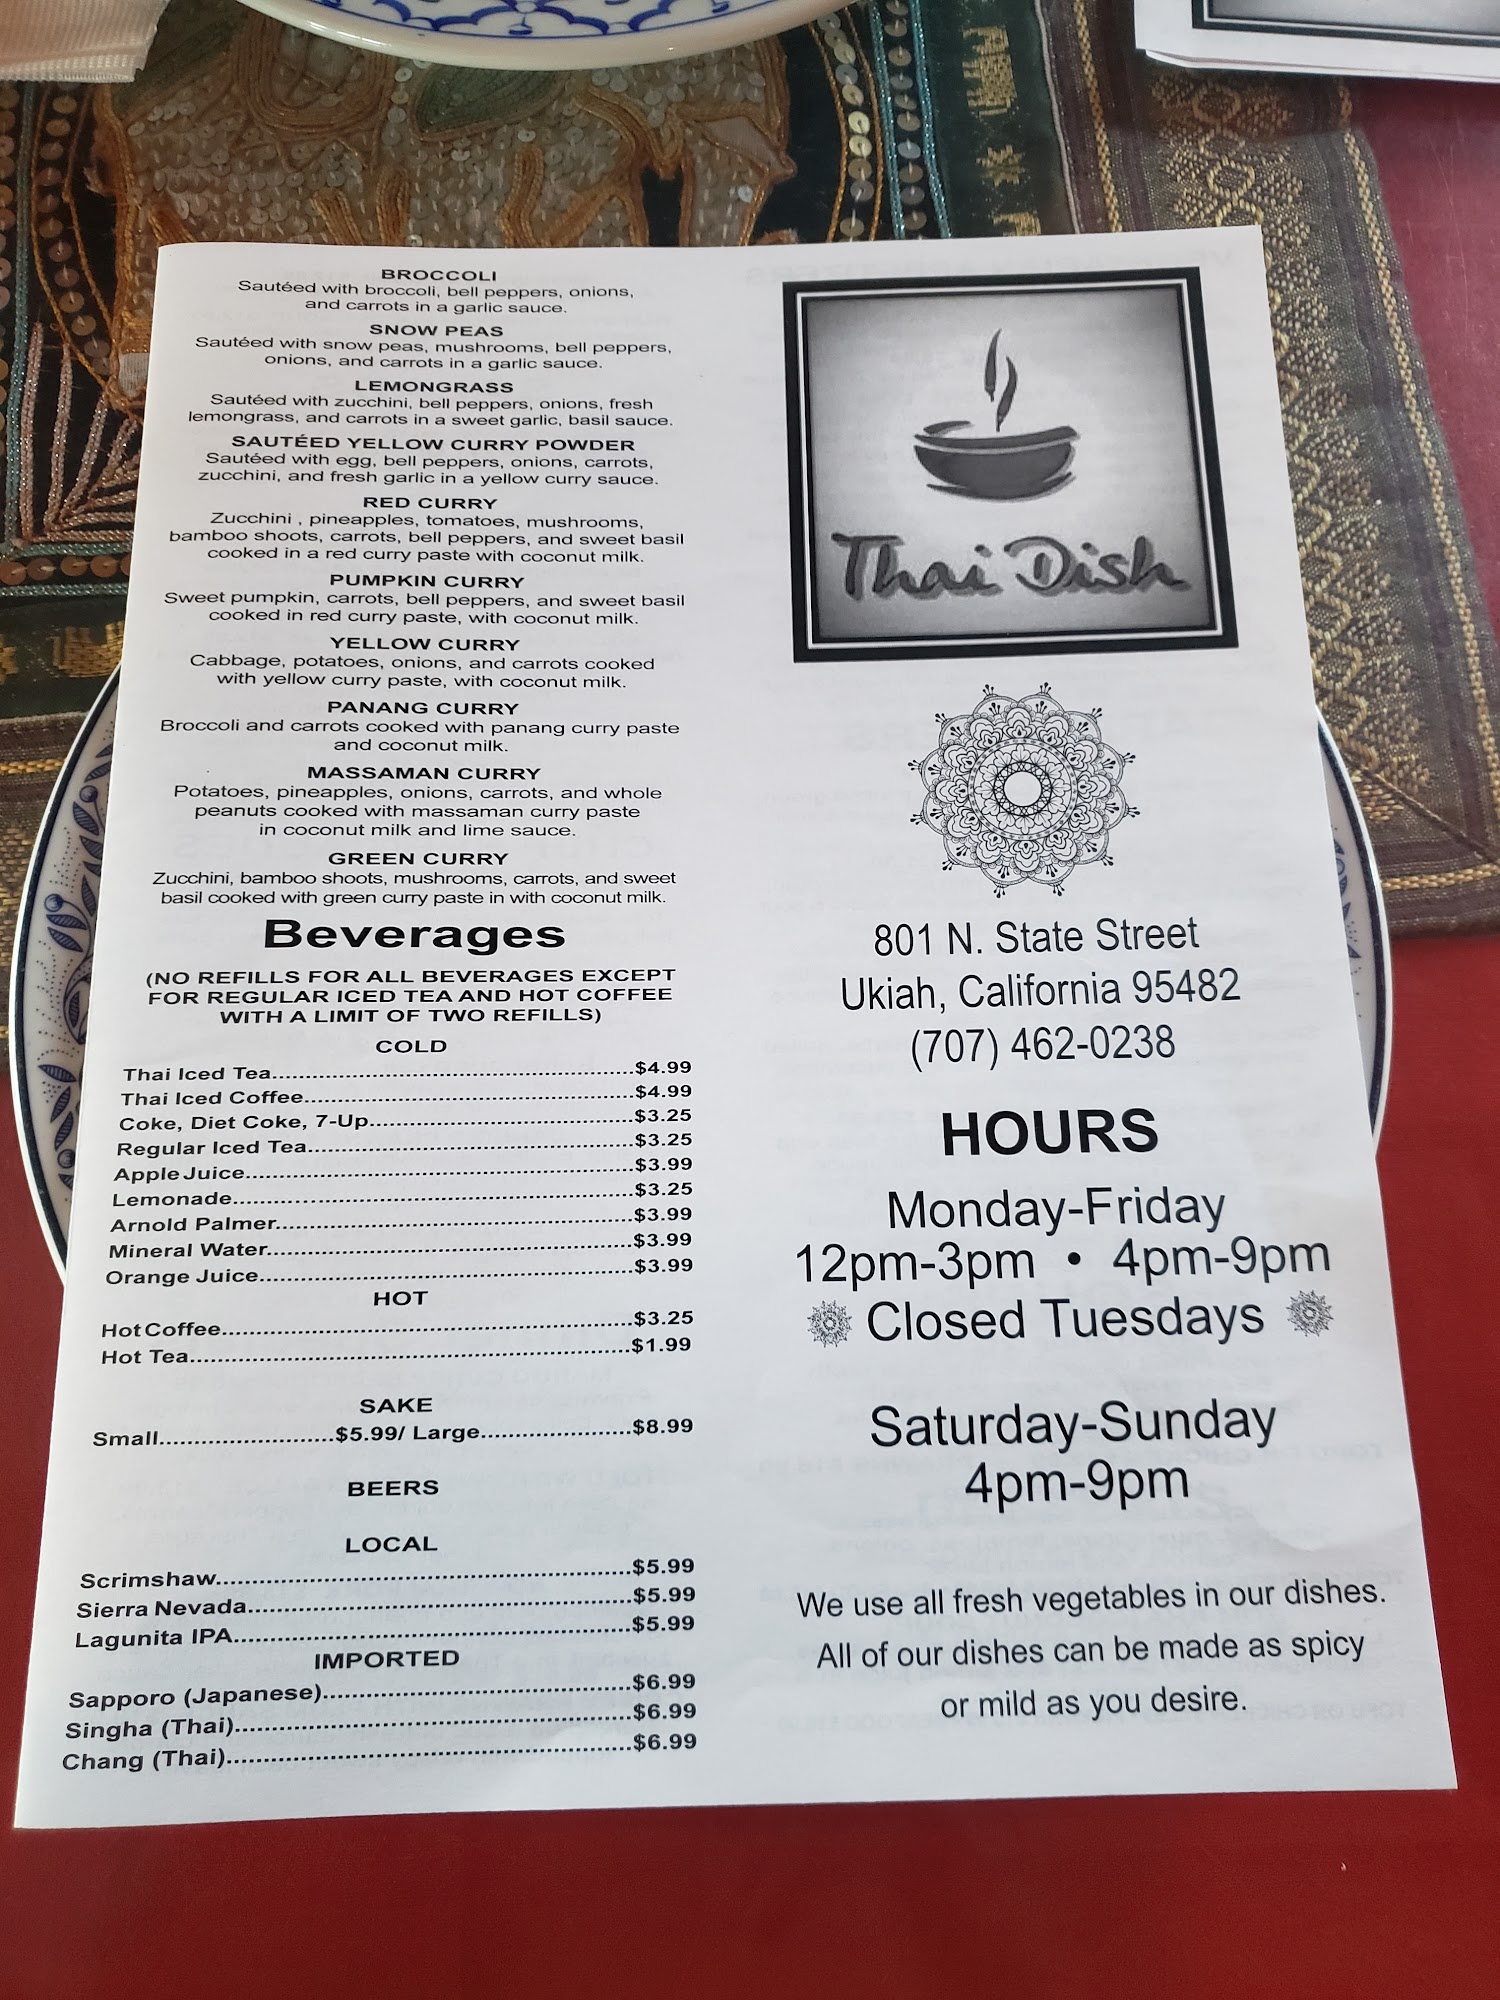 BROCCOLI
Sautéed with broccoli, bell peppers, onions,
and carrots in a garlic sauce.
SNOW PEAS
Sautéed with snow peas, mushrooms, bell peppers,
onions, and carrots in a garlic sauce.
LEMONGRASS
Sautéed with zucchini, bell peppers, onions, fresh
lemongrass, and carrots in a sweet garlic, basil sauce.
SAUTÉED YELLOW CURRY POWDER
Sautéed with egg, bell peppers, onions, carrots,
zucchini, and fresh garlic in a yellow curry sauce.
RED CURRY
Zucchini , pineapples, tomatoes, mushrooms,
bamboo shoots, carrots, bell peppers, and sweet basil
cooked in a red curry paste with coconut milk.
PUMPKIN CURRY
Sweet pumpkin, carrots, bell peppers, and sweet basil
cooked in red curry paste, with coconut milk.
YELLOW CURRY
Cabbage, potatoes, onions, and carrots cooked
with yellow curry paste, with coconut milk.
PANANG CURRY
Broccoli and carrots cooked with panang curry paste
and coconut milk.
MASSAMAN CURRY
Potatoes, pineapples, onions, carrots, and whole
peanuts cooked with massaman curry paste
in coconut milk and lime sauce.
GREEN CURRY
Zucchini, bamboo shoots, mushrooms, carrots, and sweet
basil cooked with green curry paste in with coconut milk.
Beverages
(NO REFILLS FOR ALL BEVERAGES EXCEPT
FOR REGULAR ICED TEA AND HOT COFFEE
WITH A LIMIT OF TWO REFILLS)
COLD
Thai Iced Tea...$4.99
Thai Iced Coffee...$4.99
Coke, Diet Coke, 7-Up...$3.25
Regular Iced Tea...$3.25
Apple Juice...$3.99
Lemonade...$3.25
Arnold Palmer...$3.99
Mineral Water...$3.99
Orange Juice...$3.99
HOT
Hot Coffee...$3.25
Hot Tea...$1.99
SAKE
Small...$5.99/ Large...$8.99
BEERS
LOCAL
Scrimshaw...$5.99
Sierra Nevada...$5.99
Lagunita IPA...$5.99
IMPORTED
Sapporo (Japanese)...$6.99
Singha (Thai)...$6.99
Chang (Thai)...$6.99
Thai Dish
801 N. State Street
Ukiah, California 95482
(707) 462-0238
HOURS
Monday-Friday
12pm-3pm • 4pm-9pm
Closed Tuesdays
Saturday-Sunday
4pm-9pm
We use all fresh vegetables in our dishes.
All of our dishes can be made as spicy
or mild as you desire.